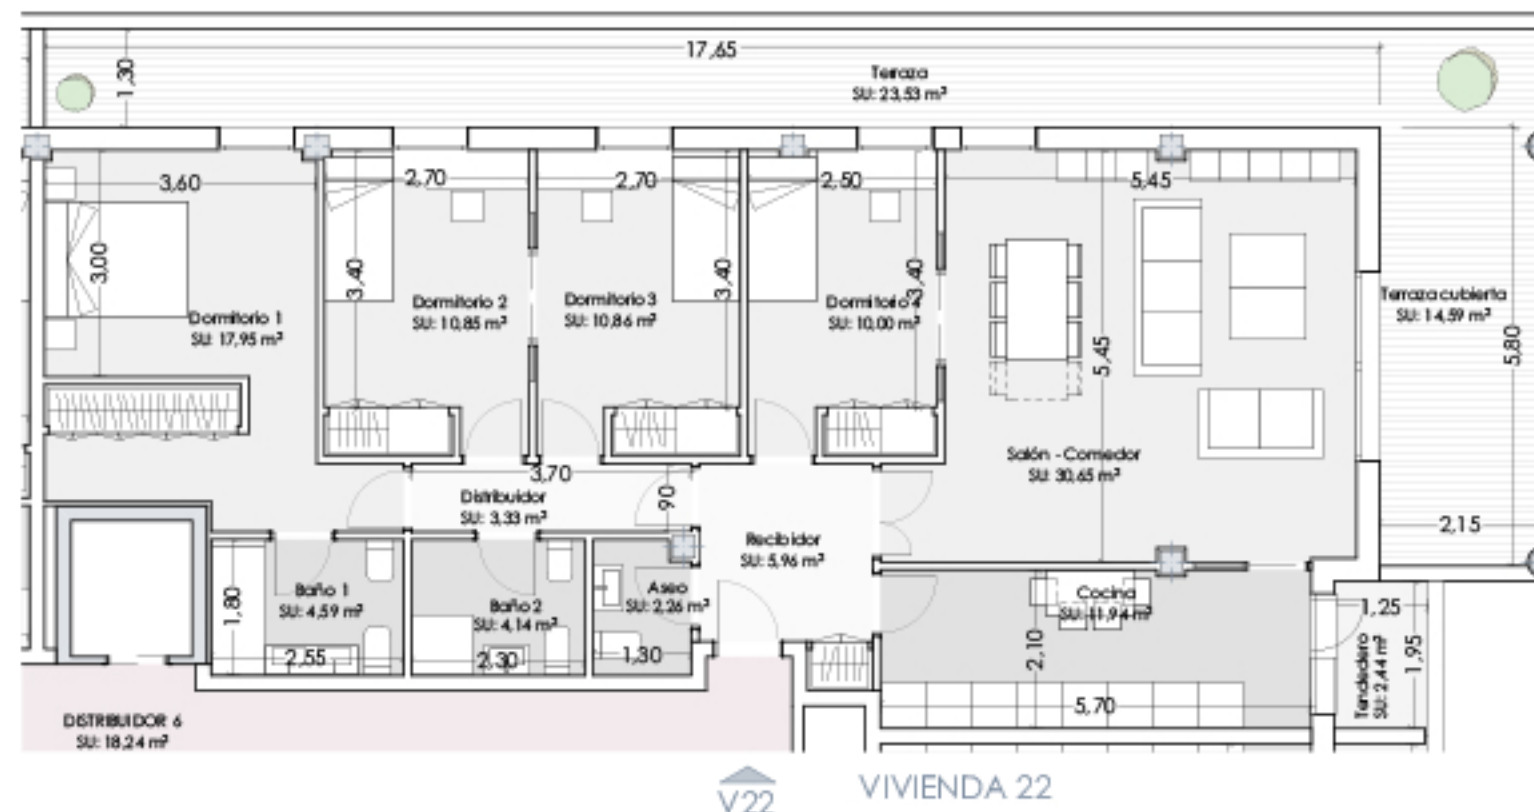 17,65
1,30
Terraza
SU: 23,53 m²
3,60
2,70
2,70
2,50
5,45
3,00
3,40
3,40
3,40
Dormitorio 1
SU: 17,95 m²
Dormitorio 2
SU: 10,85 m²
Dormitorio 3
SU: 10,86 m²
Dormitorio 4
SU: 10,00 m²
Terraza cubierta
SU: 14,59 m²
5,45
5,80
Salón - Comedor
SU: 30,65 m²
3,70
90
Distribuidor
SU: 3,33 m²
2,15
Recibidor
SU: 5,96 m²
1,80
Baño 1
SU: 4,59 m²
Baño 2
SU: 4,14 m²
Aseo
SU: 2,26 m²
Cocina
SU: 11,94 m²
1,25
2,55
2,30
1,30
2,10
1,95
Tendedero
SU: 2,44 m²
5,70
DISTRIBUIDOR 6
SU: 18,24 m²
V22
VIVIENDA 22